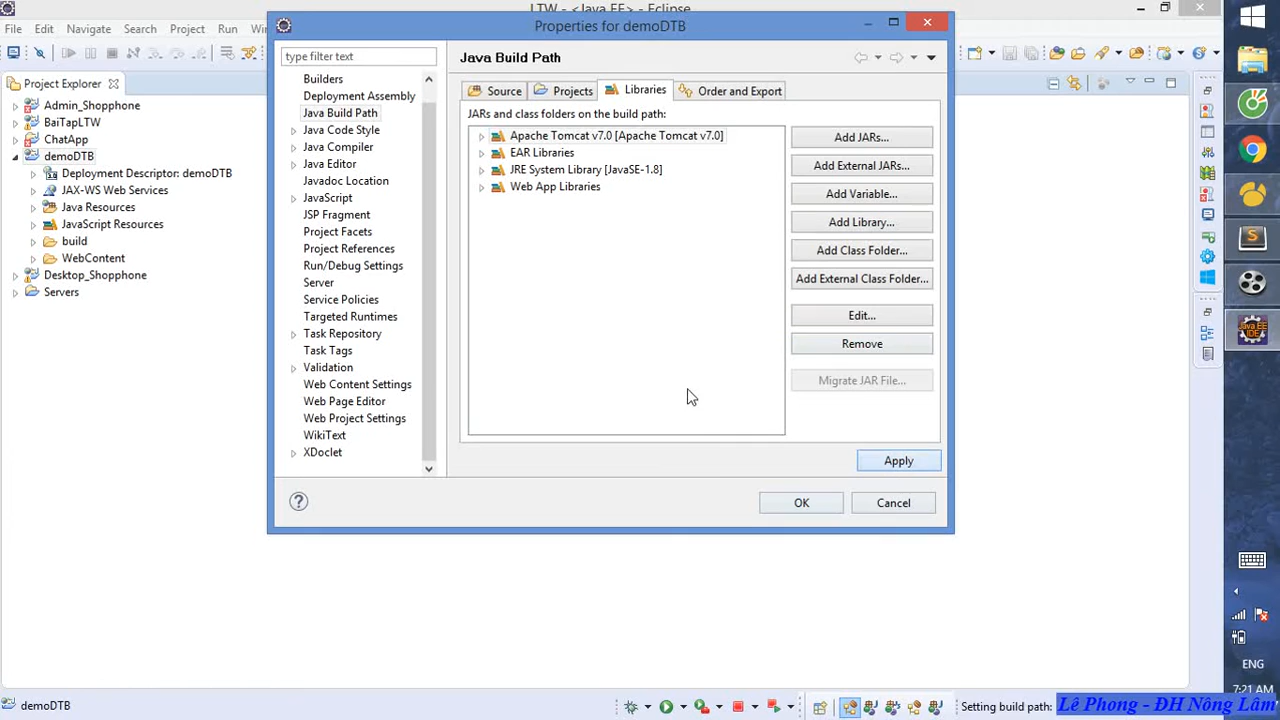 LTW - <Java EE> - Eclipse
File Edit Navigate Search Project Run
Project Explorer
Admin_Shopphone
BaiTapLTW
ChatApp
demoDTB
Deployment Descriptor: demoDTB
JAX-WS Web Services
Java Resources
JavaScript Resources
build
WebContent
Desktop_Shopphone
Servers
Properties for demoDTB
type filter text
Builders
Deployment Assembly
Java Build Path
Java Code Style
Java Compiler
Java Editor
Javadoc Location
JavaScript
JSP Fragment
Project Facets
Project References
Run/Debug Settings
Server
Service Policies
Targeted Runtimes
Task Repository
Task Tags
Validation
Web Content Settings
Web Page Editor
Web Project Settings
WikiText
XDoclet
Java Build Path
Source Projects Libraries Order and Export
JARs and class folders on the build path:
Apache Tomcat v7.0 [Apache Tomcat v7.0]
EAR Libraries
JRE System Library [JavaSE-1.8]
Web App Libraries
Add JARs...
Add External JARs...
Add Variable...
Add Library...
Add Class Folder...
Add External Class Folder...
Edit...
Remove
Migrate JAR File...
Apply
OK Cancel
Java EE
IDE
ENG
7:21 AM
demoDTB
Setting build path:
Lê Phong - ĐH Nông Lâm